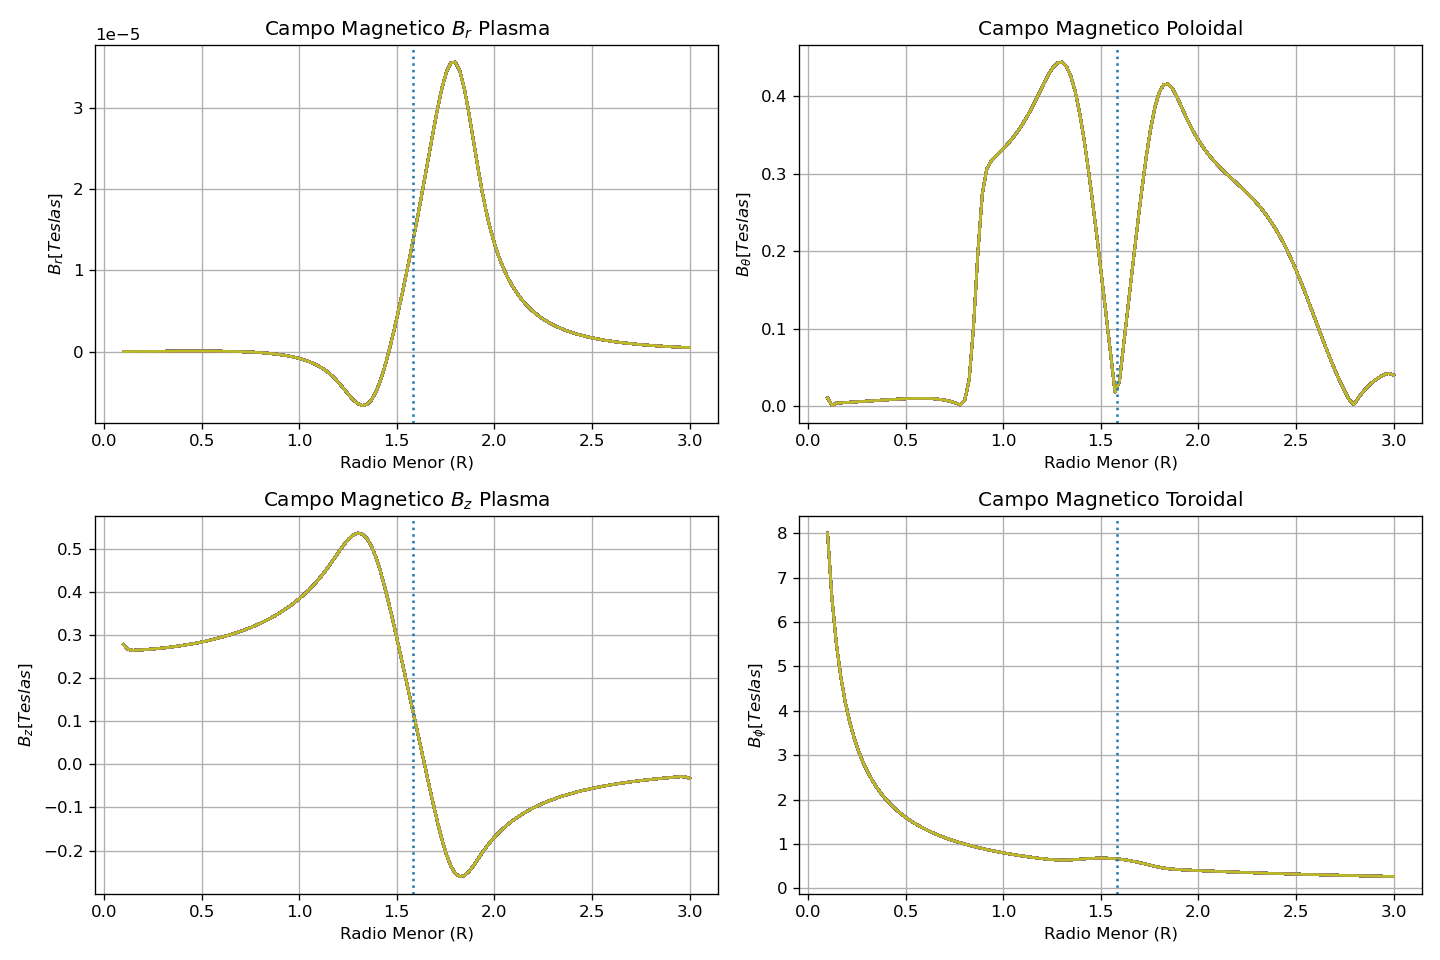 Campo Magnetico B_r Plasma
1e−5
3
2
1
0
B_r[Teslas]
0.0 0.5 1.0 1.5 2.0 2.5 3.0
Radio Menor (R)
Campo Magnetico Poloidal
0.4
0.3
0.2
0.1
0.0
B_θ[Teslas]
0.0 0.5 1.0 1.5 2.0 2.5 3.0
Radio Menor (R)
Campo Magnetico B_z Plasma
0.5
0.4
0.3
0.2
0.1
0.0
−0.1
−0.2
B_z[Teslas]
0.0 0.5 1.0 1.5 2.0 2.5 3.0
Radio Menor (R)
Campo Magnetico Toroidal
8
7
6
5
4
3
2
1
0
B_ϕ[Teslas]
0.0 0.5 1.0 1.5 2.0 2.5 3.0
Radio Menor (R)